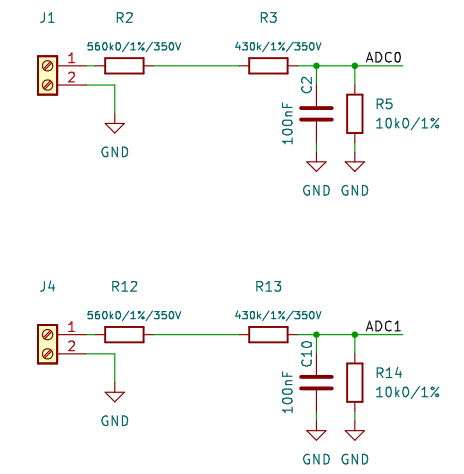 J1 R2 R3
560k0/1%/350V 430k/1%/350V
1 ADC0
2
C2
100nF
R5
10k0/1%
GND
GND GND
J4 R12 R13
560k0/1%/350V 430k/1%/350V
1 ADC1
2
C10
100nF
R14
10k0/1%
GND
GND GND